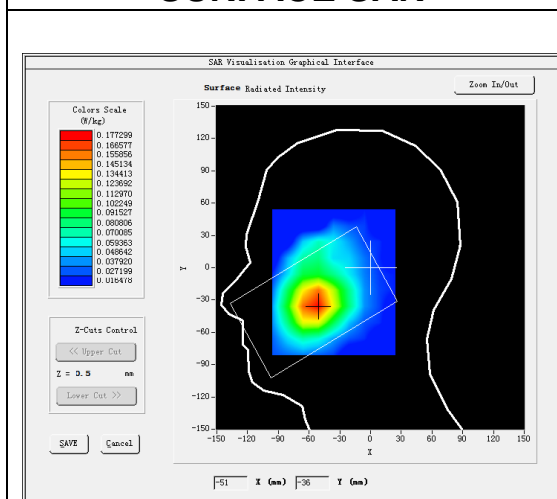 SURFACE SAR
SAR Visualisation Graphical Interface
Surface Radiated Intensity
Zoom In/Out
Colors Scale
(W/kg)
0.177299
0.166577
0.155856
0.145134
0.134413
0.123692
0.112970
0.102249
0.091527
0.080806
0.070085
0.059363
0.048642
0.037920
0.027199
0.016478
Z-Cuts Control
<< Upper Cut
Z = 0.5 mm
Lower Cut >>
SAVE
Cancel
150
120
90
60
30
0
-30
-60
-90
-120
-150
Y
-150 -120 -90 -60 -30 0 30 60 90 120 150
X
-51 X (mm) -36 Y (mm)